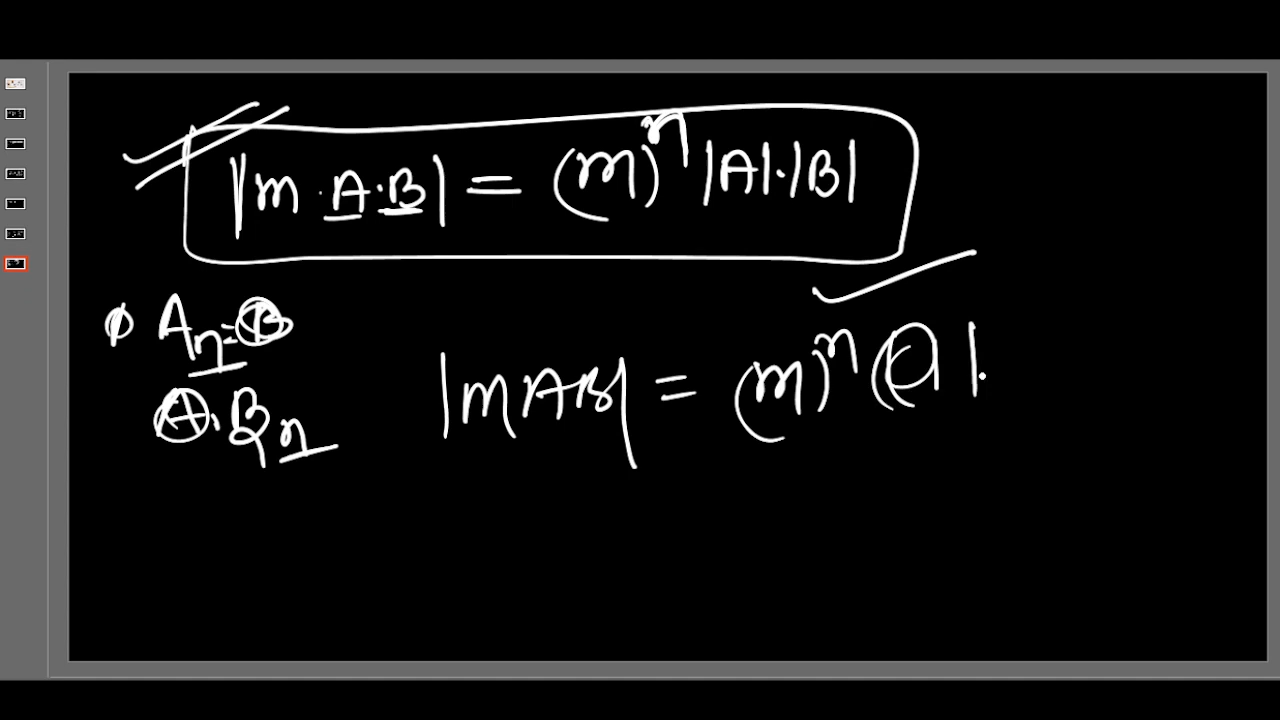 |m · A · B| = (m)^n |A| · |B|
A_n = B
A · B_n
|mAB| = (m)^n